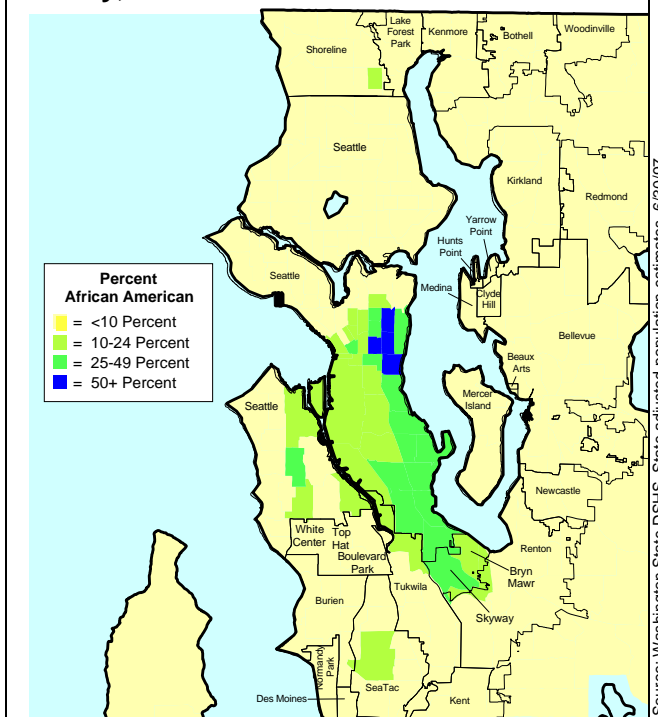 Lake
Forest
Park
Kenmore
Bothell
Woodinville
Shoreline
Seattle
Kirkland
Redmond
Yarrow
Point
Hunts
Point
Seattle
Medina
Clyde
Hill
Bellevue
Percent
African American
= <10 Percent
= 10-24 Percent
= 25-49 Percent
= 50+ Percent
Beaux
Arts
Mercer
Island
Seattle
Newcastle
White
Center
Top
Hat
Boulevard
Park
Renton
Bryn
Mawr
Tukwila
Burien
Skyway
Normandy
Park
SeaTac
Des Moines
Kent
Source: Washington State DSHS, State adjusted population estimates, 6/20/07